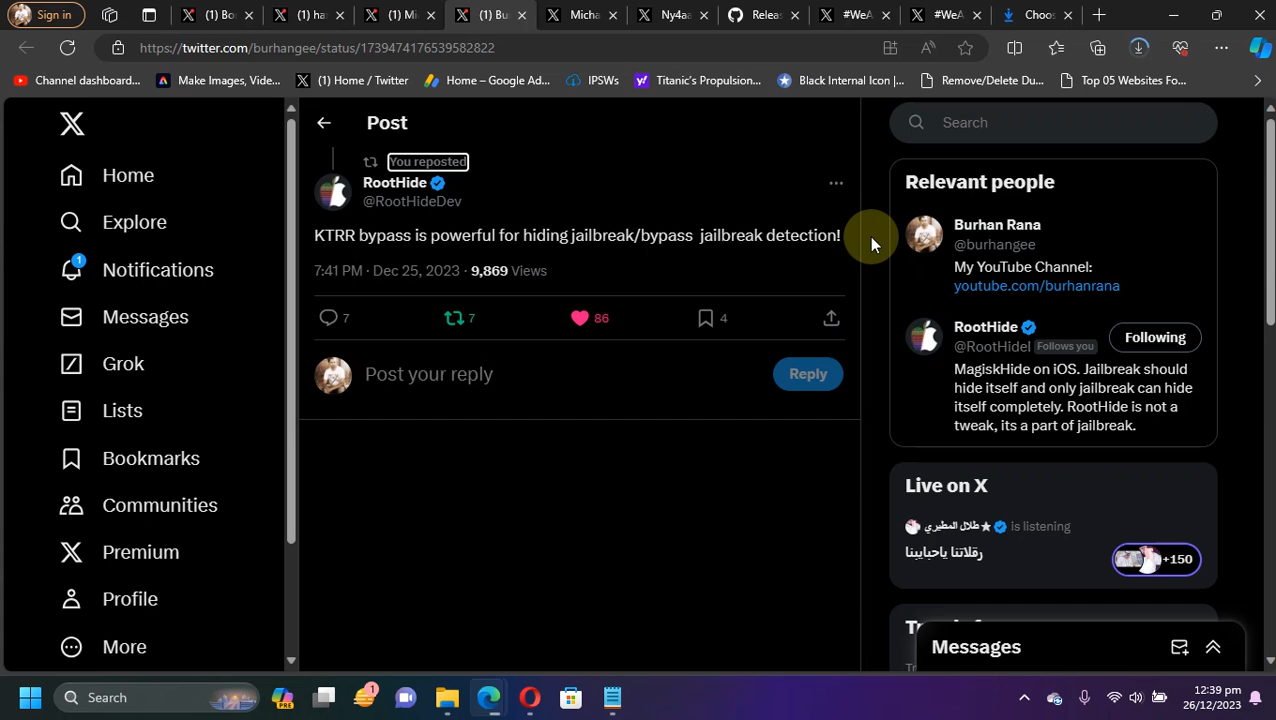 Sign in
(1) Bo
(1) ha
(1) Mi
(1) Bu
Micha
Ny4aa
Releas
#WeA
#WeA
Choos
https://twitter.com/burhangee/status/1739474176539582822
Channel dashboard...
Make Images, Vide...
(1) Home / Twitter
Home – Google Ad...
IPSWs
Titanic's Propulsion...
Black Internal Icon |...
Remove/Delete Du...
Top 05 Websites For...
Home
Explore
1
Notifications
Messages
Grok
Lists
Bookmarks
Communities
Premium
Profile
More
Post
You reposted
RootHide
@RootHideDev
KTRR bypass is powerful for hiding jailbreak/bypass jailbreak detection!
7:41 PM · Dec 25, 2023 · 9,869 Views
7
7
86
4
Post your reply
Reply
Search
Relevant people
Burhan Rana
@burhangee
My YouTube Channel:
youtube.com/burhanrana
RootHide
@RootHideI Follows you
Following
MagiskHide on iOS. Jailbreak should
hide itself and only jailbreak can hide
itself completely. RootHide is not a
tweak, its a part of jailbreak.
Live on X
طلال المطيري★ is listening
رقلاتنا ياحبايبنا
+150
Messages
Search
PRE
1
12:39 pm
26/12/2023